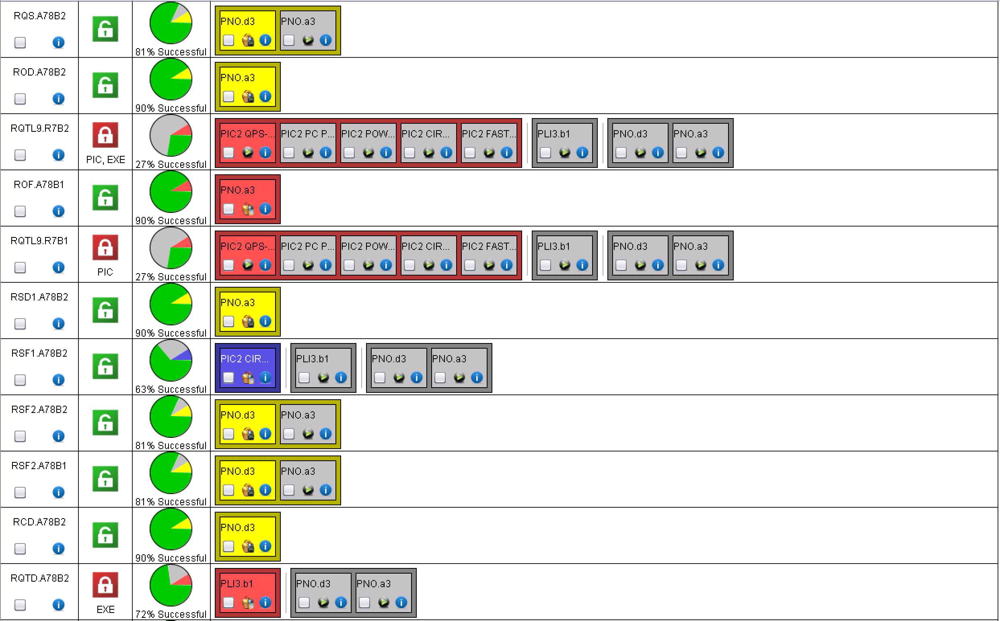 RQS.A78B2
81% Successful
PNO.d3 PNO.a3
ROD.A78B2
90% Successful
PNO.a3
RQTL9.R7B2
PIC, EXE
27% Successful
PIC2 QPS-... PIC2 PC P... PIC2 POW... PIC2 CIR... PIC2 FAST... PLI3.b1 PNO.d3 PNO.a3
ROF.A78B1
90% Successful
PNO.a3
RQTL9.R7B1
PIC
27% Successful
PIC2 QPS-... PIC2 PC P... PIC2 POW... PIC2 CIR... PIC2 FAST... PLI3.b1 PNO.d3 PNO.a3
RSD1.A78B2
90% Successful
PNO.a3
RSF1.A78B2
63% Successful
PIC2 CIR... PLI3.b1 PNO.d3 PNO.a3
RSF2.A78B2
81% Successful
PNO.d3 PNO.a3
RSF2.A78B1
81% Successful
PNO.d3 PNO.a3
RCD.A78B2
90% Successful
PNO.d3
RQTD.A78B2
EXE
72% Successful
PLI3.b1 PNO.d3 PNO.a3